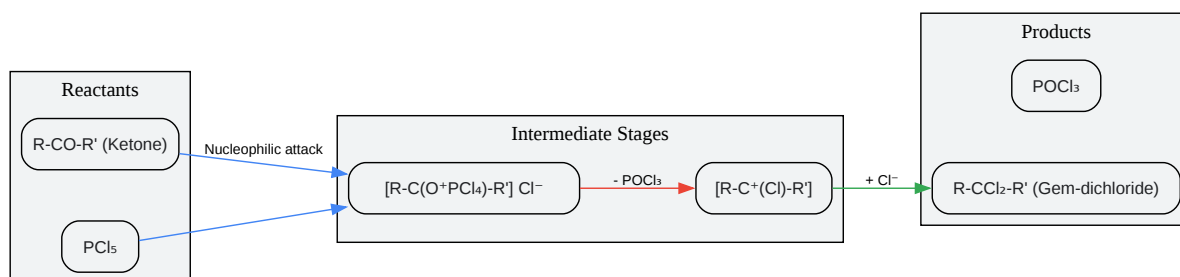 Reactants
R-CO-R' (Ketone)
PCl₅
Nucleophilic attack
Intermediate Stages
[R-C(O⁺PCl₄)-R'] Cl⁻
- POCl₃
[R-C⁺(Cl)-R']
+ Cl⁻
Products
POCl₃
R-CCl₂-R' (Gem-dichloride)